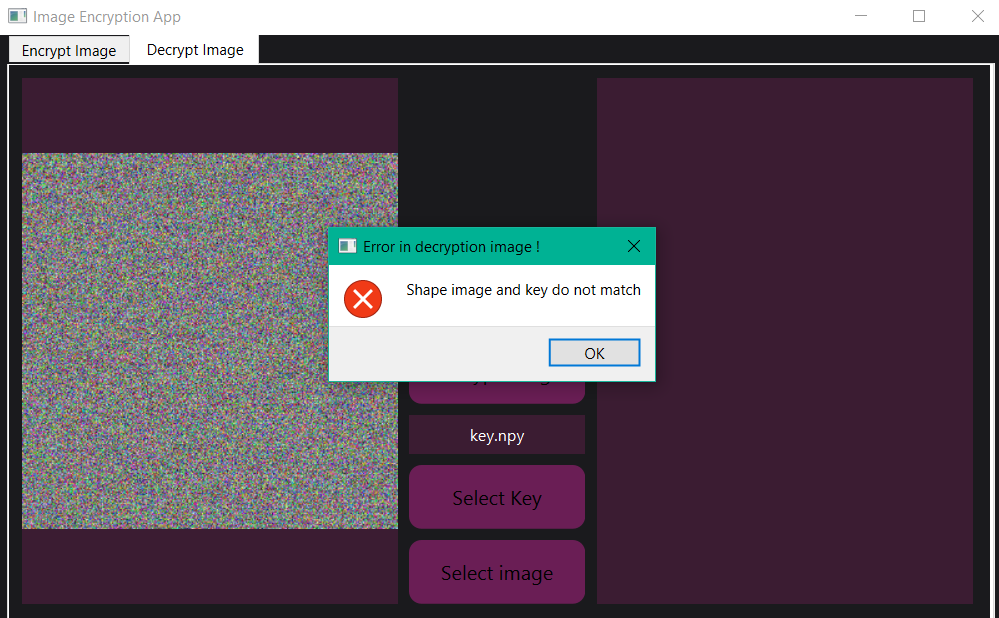 Image Encryption App
Encrypt Image
Decrypt Image
Error in decryption image !
Shape image and key do not match
OK
key.npy
Select Key
Select image